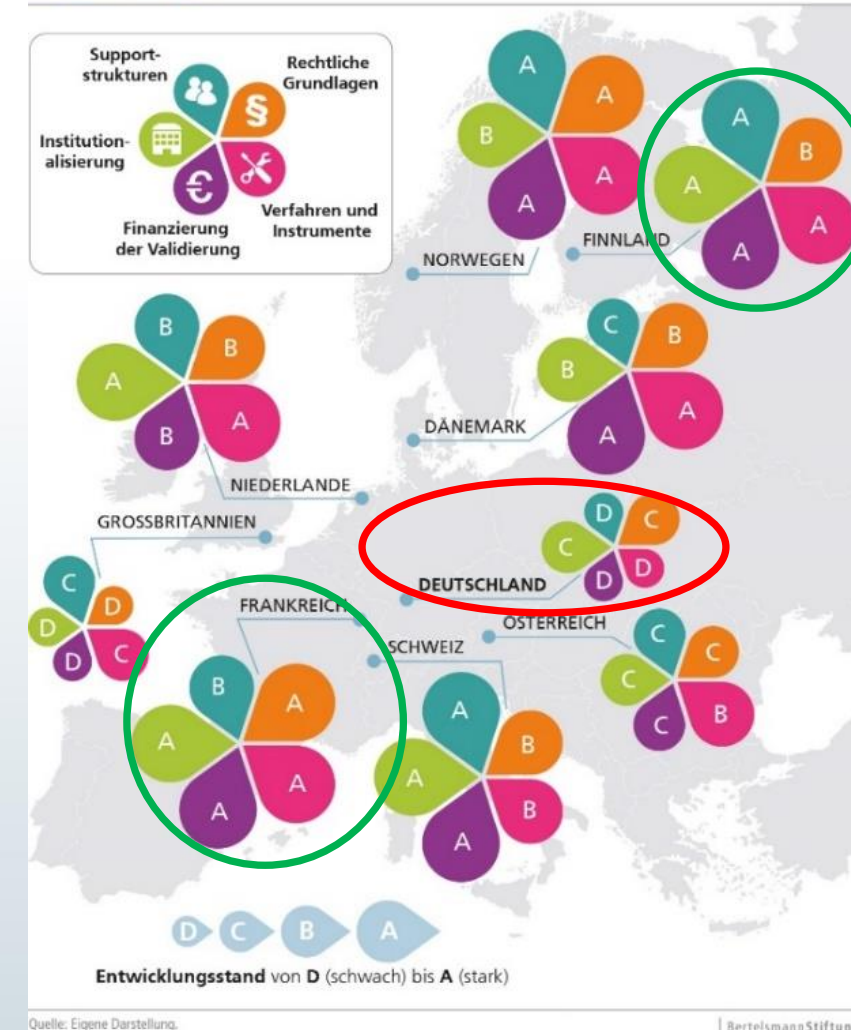 Support-
strukturen
Rechtliche
Grundlagen
§
Institution-
alisierung
€
Finanzierung
der Validierung
Verfahren und
Instrumente
A
A
B
A
A
NORWEGEN
A
B
A
A
A
FINNLAND
B
B
A
B
A
NIEDERLANDE
C
B
B
A
A
DÄNEMARK
GROSSBRITANNIEN
C
D
D
D
C
D
C
C
D
D
DEUTSCHLAND
FRANKREICH
B
A
A
A
A
SCHWEIZ
A
B
A
B
A
ÖSTERREICH
C
C
C
C
B
D
C
B
A
Entwicklungsstand von D (schwach) bis A (stark)
Quelle: Eigene Darstellung.
BertelsmannStiftung